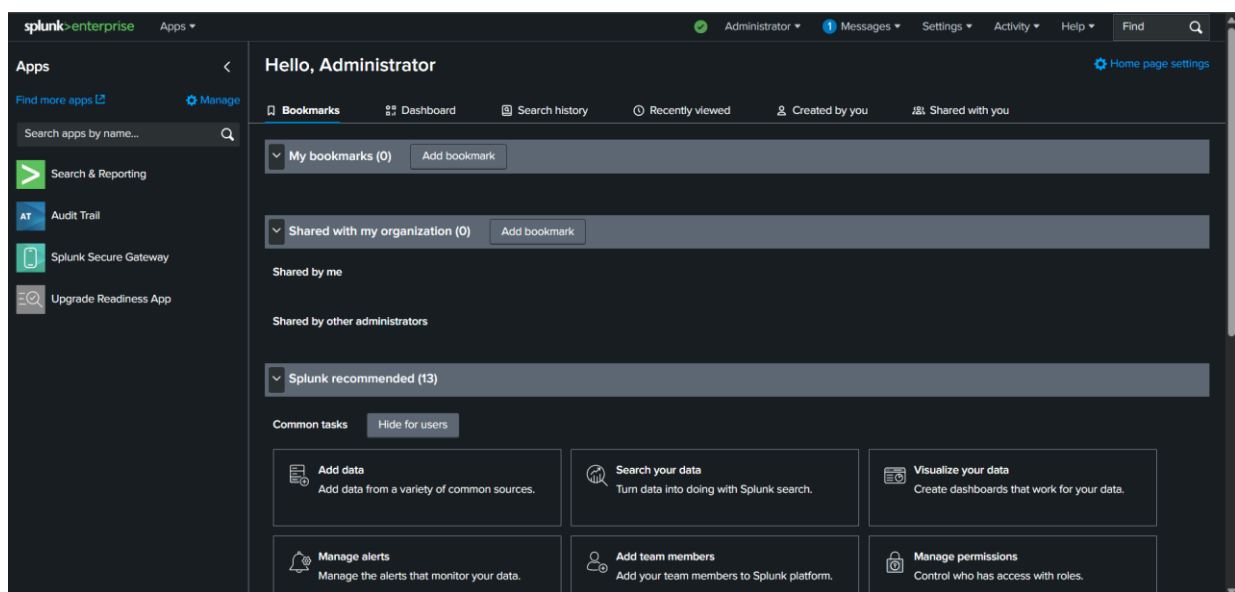 splunk>enterprise Apps Administrator 1 Messages Settings Activity Help Find
Apps
Find more apps Manage
Search apps by name...
Search & Reporting
AT Audit Trail
Splunk Secure Gateway
Upgrade Readiness App
Hello, Administrator Home page settings
Bookmarks Dashboard Search history Recently viewed Created by you Shared with you
My bookmarks (0) Add bookmark
Shared with my organization (0) Add bookmark
Shared by me
Shared by other administrators
Splunk recommended (13)
Common tasks Hide for users
Add data
Add data from a variety of common sources.
Search your data
Turn data into doing with Splunk search.
Visualize your data
Create dashboards that work for your data.
Manage alerts
Manage the alerts that monitor your data.
Add team members
Add your team members to Splunk platform.
Manage permissions
Control who has access with roles.